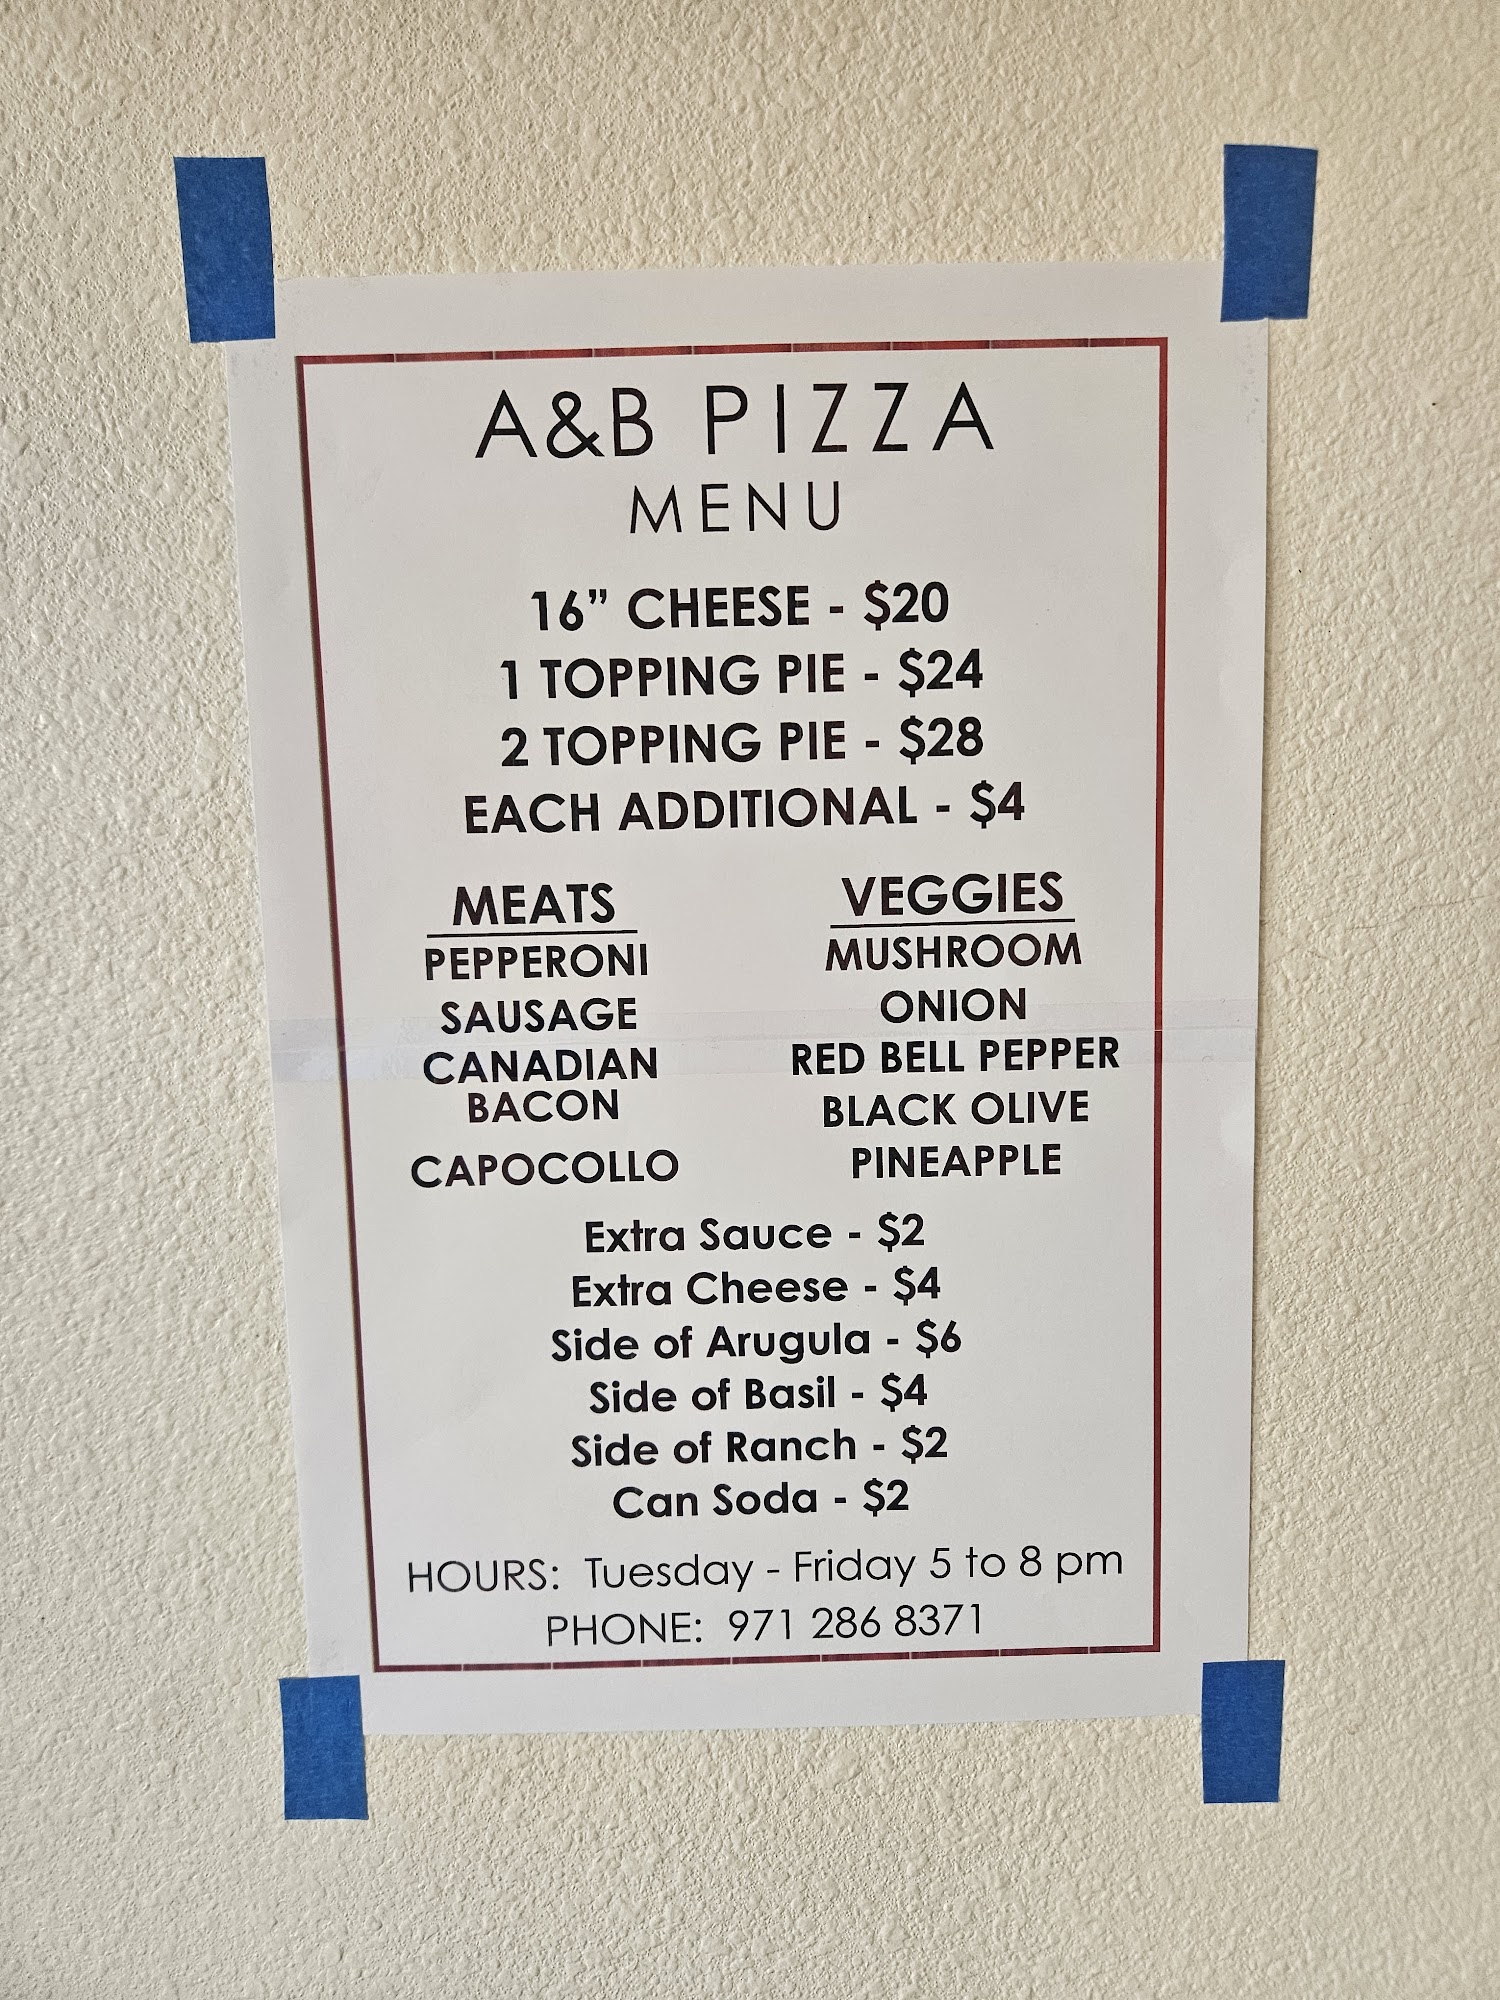 A&B PIZZA
MENU
16” CHEESE - $20
1 TOPPING PIE - $24
2 TOPPING PIE - $28
EACH ADDITIONAL - $4
MEATS
PEPPERONI
SAUSAGE
CANADIAN
BACON
CAPOCOLLO
VEGGIES
MUSHROOM
ONION
RED BELL PEPPER
BLACK OLIVE
PINEAPPLE
Extra Sauce - $2
Extra Cheese - $4
Side of Arugula - $6
Side of Basil - $4
Side of Ranch - $2
Can Soda - $2
HOURS: Tuesday - Friday 5 to 8 pm
PHONE: 971 286 8371